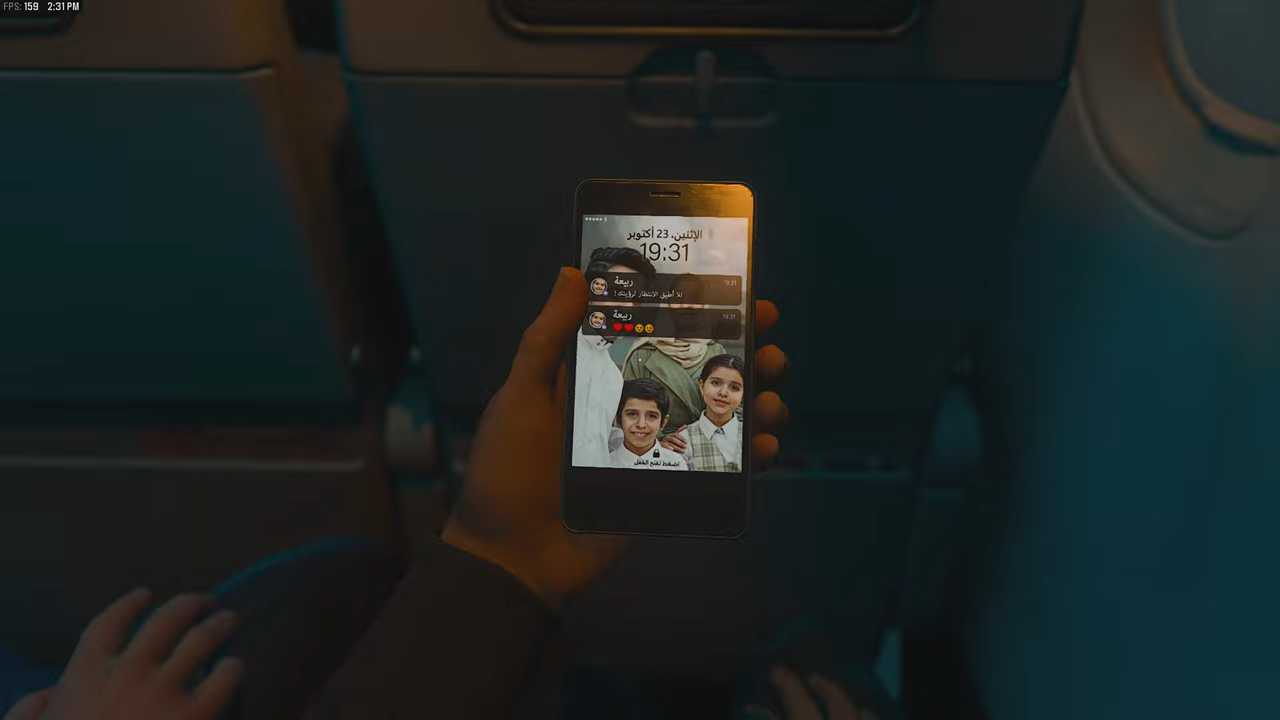 FPS: 159 2:31 PM
الإثنين، 23 أكتوبر
19:31
ربيعة 19:31
لا أطيق الانتظار لرؤيتك!
ربيعة 19:31
اضغط لفتح القفل